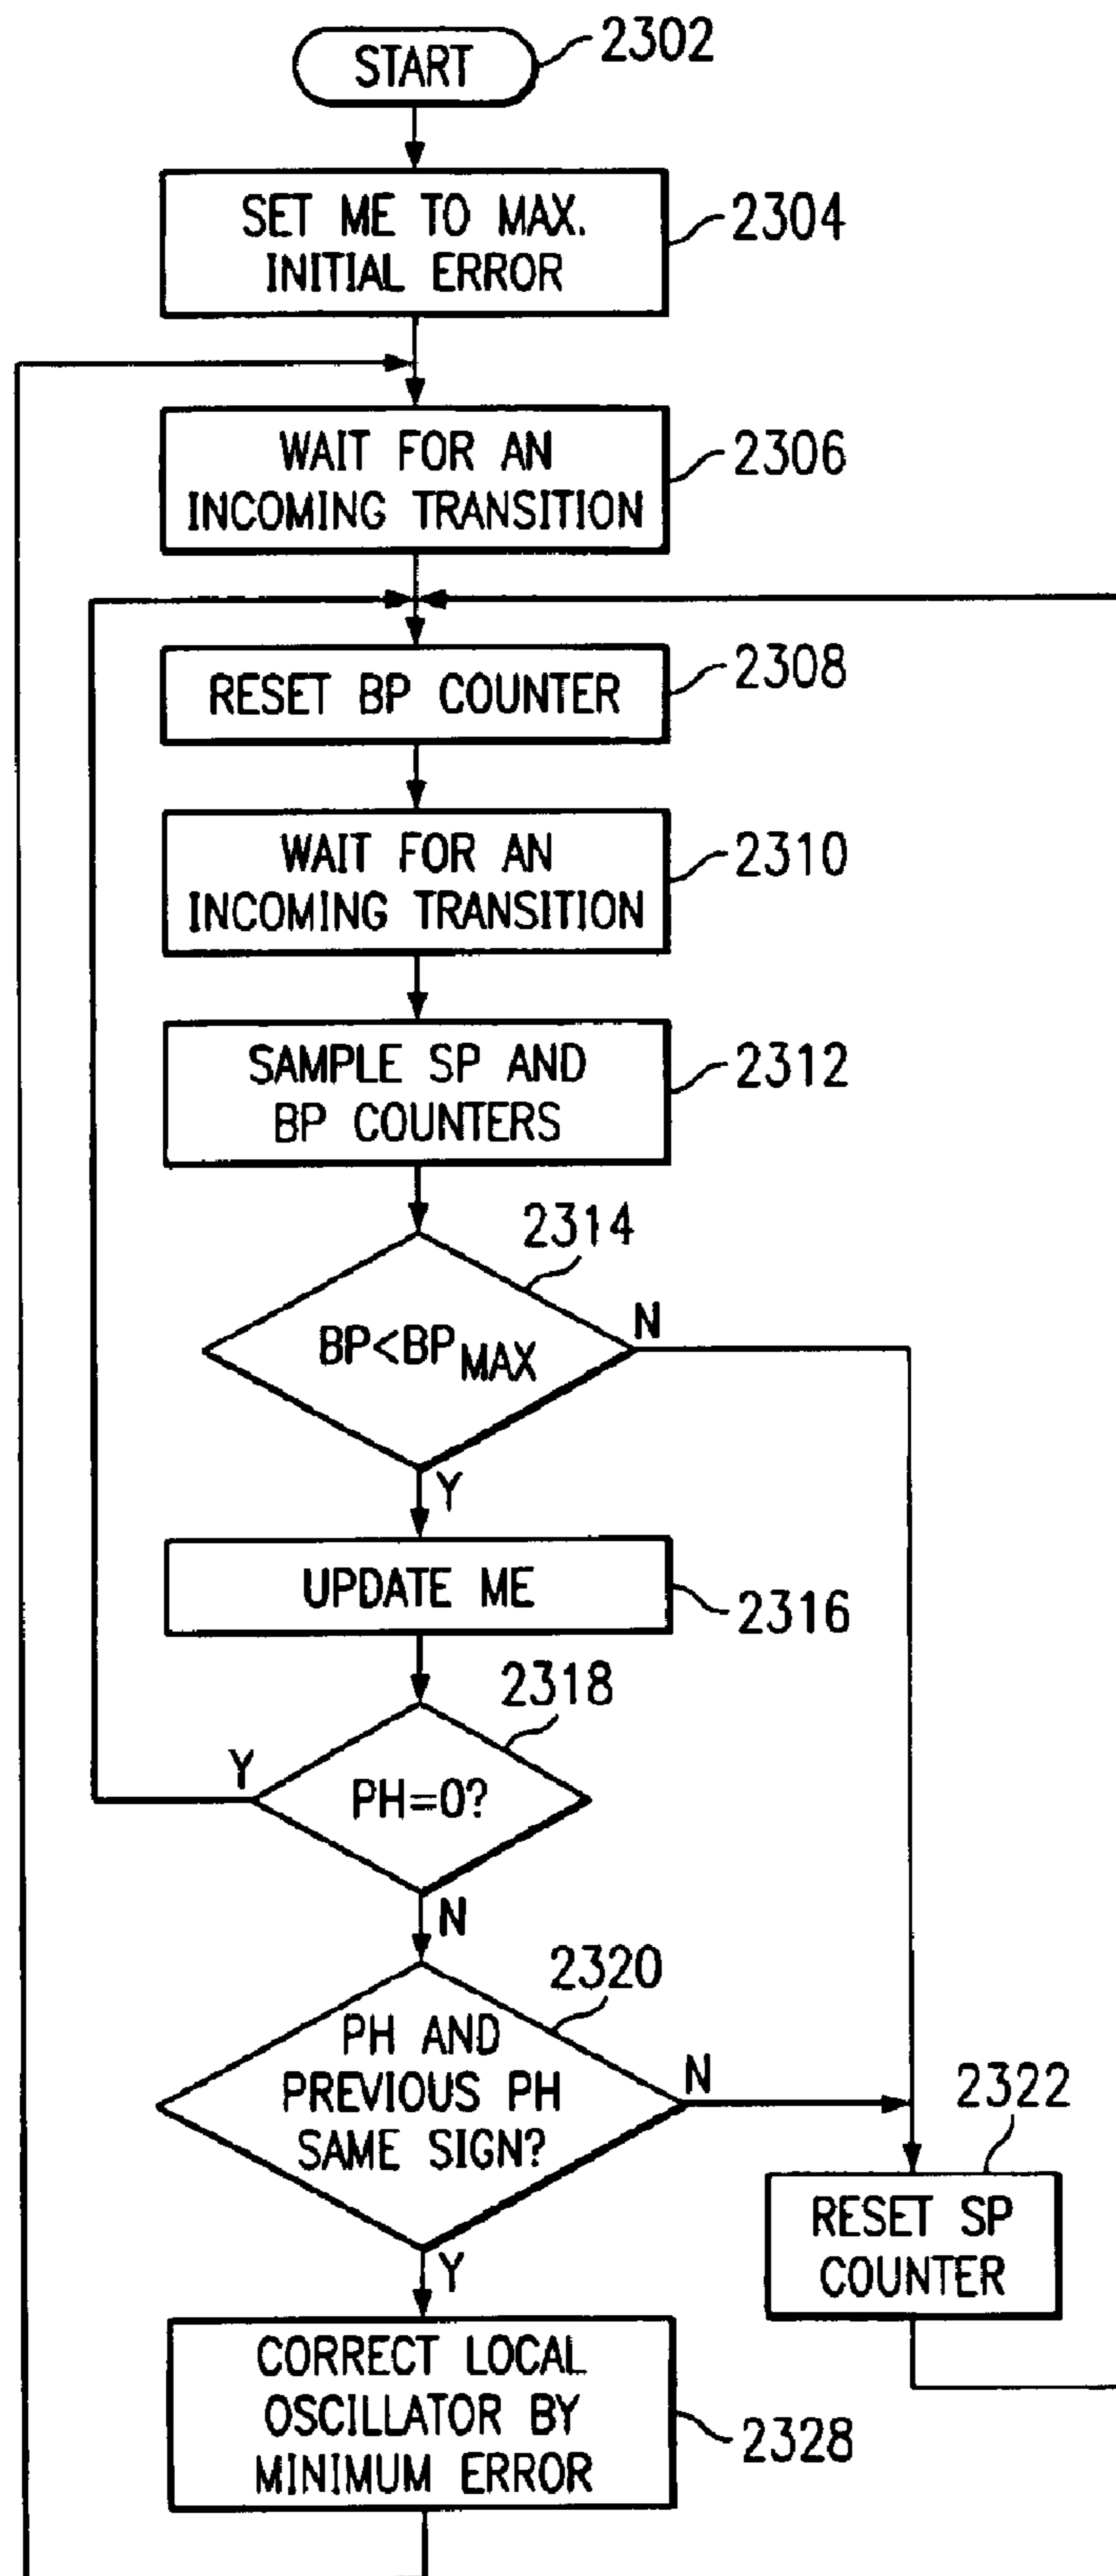 START
2302
SET ME TO MAX.
INITIAL ERROR
2304
WAIT FOR AN
INCOMING TRANSITION
2306
RESET BP COUNTER
2308
WAIT FOR AN
INCOMING TRANSITION
2310
SAMPLE SP AND
BP COUNTERS
2312
2314
BP<BPMAX
N
Y
UPDATE ME
2316
2318
Y
PH=0?
N
2320
PH AND
PREVIOUS PH
SAME SIGN?
N
Y
2322
RESET SP
COUNTER
CORRECT LOCAL
OSCILLATOR BY
MINIMUM ERROR
2328